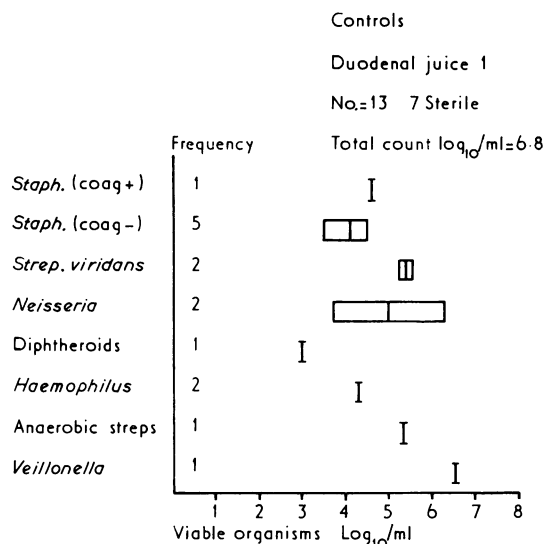 Controls
Duodenal juice 1
No.=13 7 Sterile
Frequency Total count log10/ml=6·8
Staph. (coag+) 1
Staph. (coag−) 5
Strep. viridans 2
Neisseria 2
Diphtheroids 1
Haemophilus 2
Anaerobic streps 1
Veillonella 1
1 2 3 4 5 6 7 8
Viable organisms Log10/ml